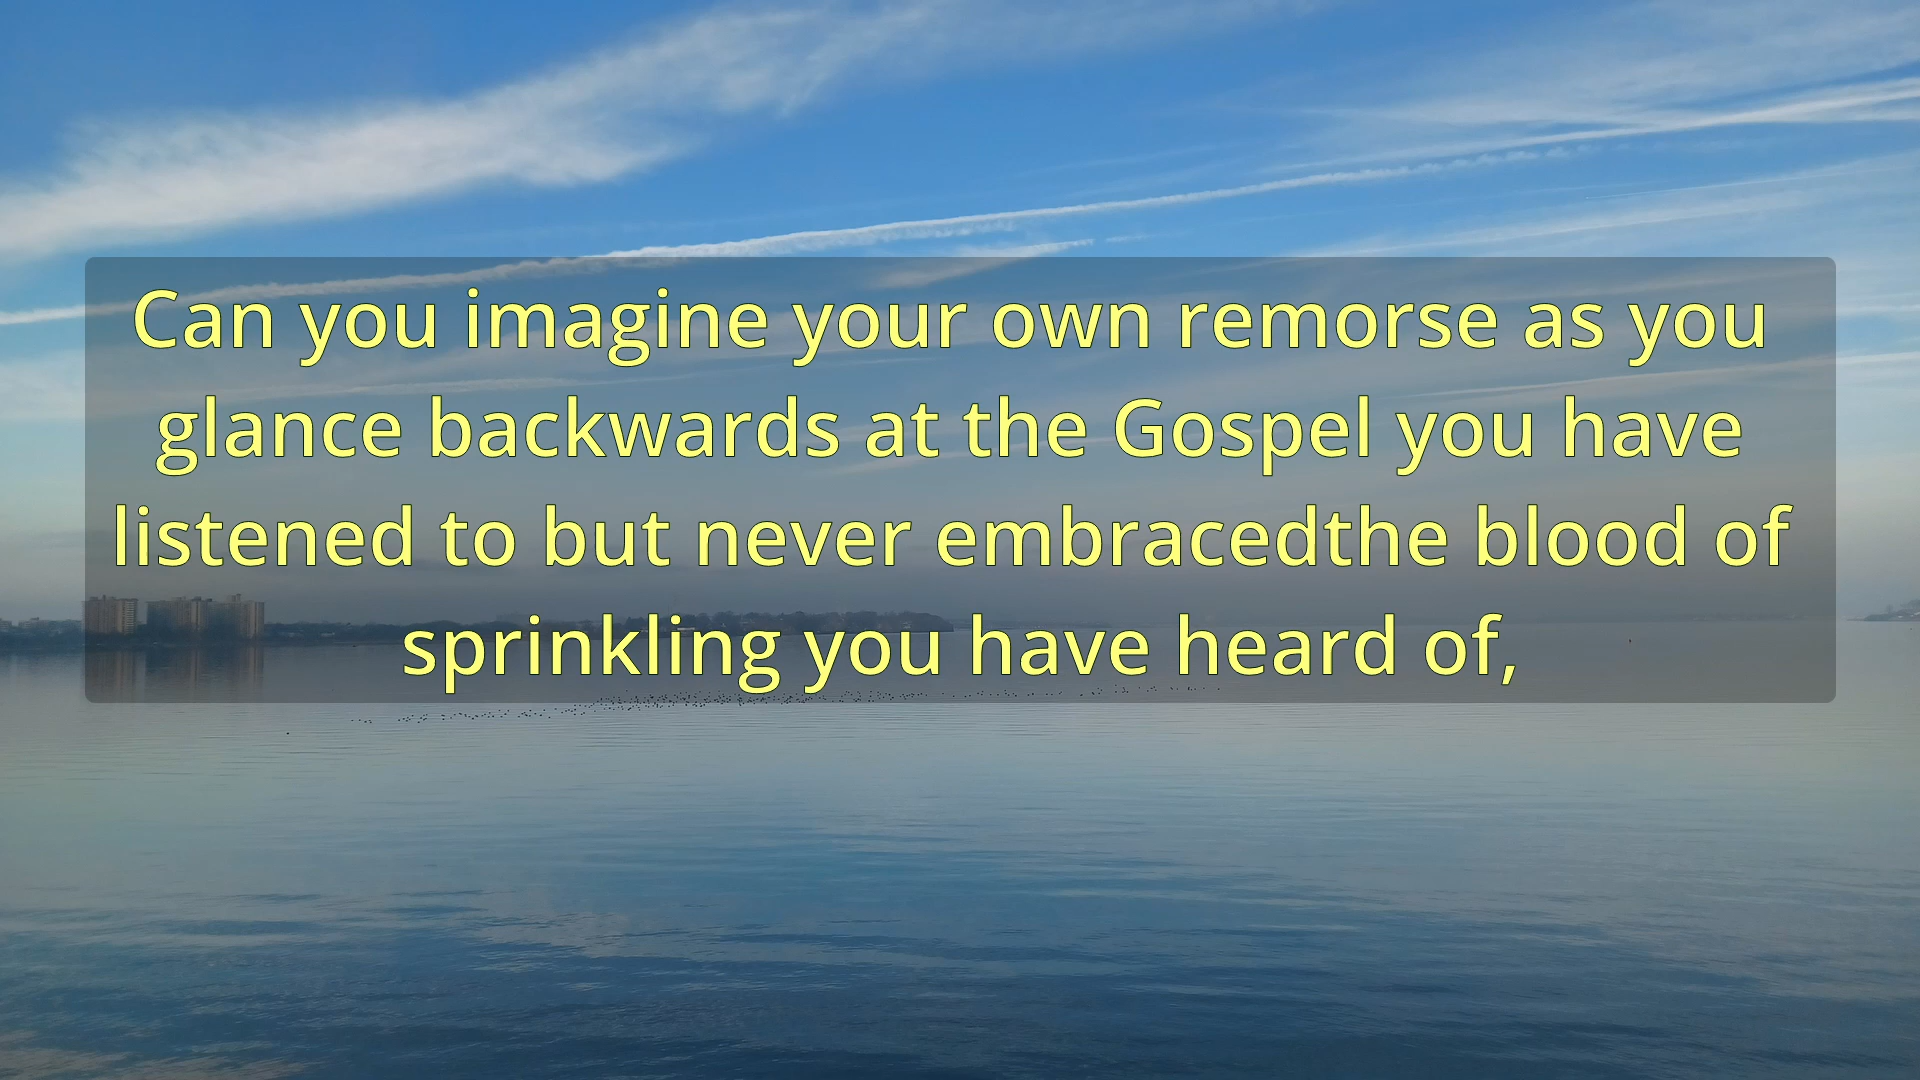 Can you imagine your own remorse as you
glance backwards at the Gospel you have
listened to but never embracedthe blood of
sprinkling you have heard of,